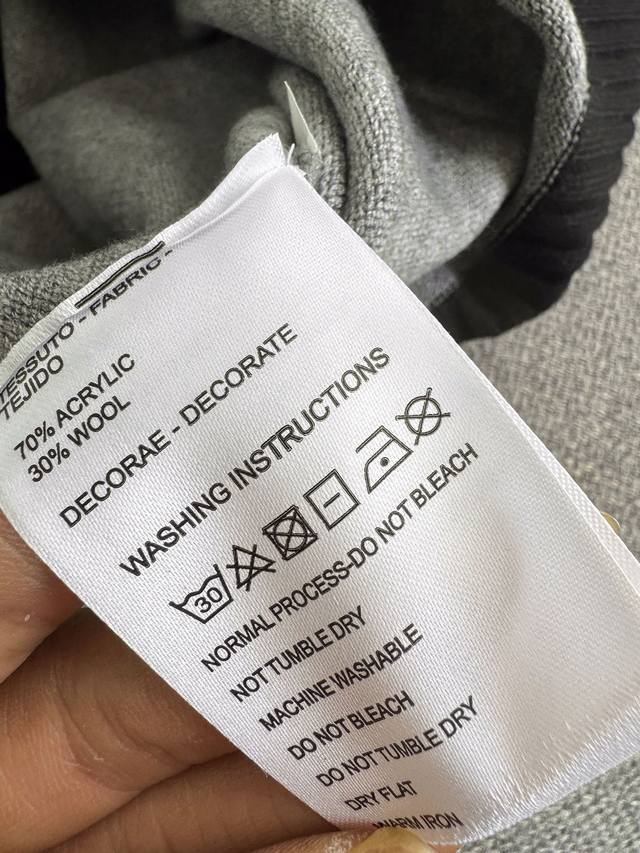 TESSUTO - FABRIC -
TEJIDO
70% ACRYLIC
30% WOOL
DECORAE - DECORATE
WASHING INSTRUCTIONS
30
NORMAL PROCESS-DO NOT BLEACH
NOT TUMBLE DRY
MACHINE WASHABLE
DO NOT BLEACH
DO NOT TUMBLE DRY
DRY FLAT
WARM IRON